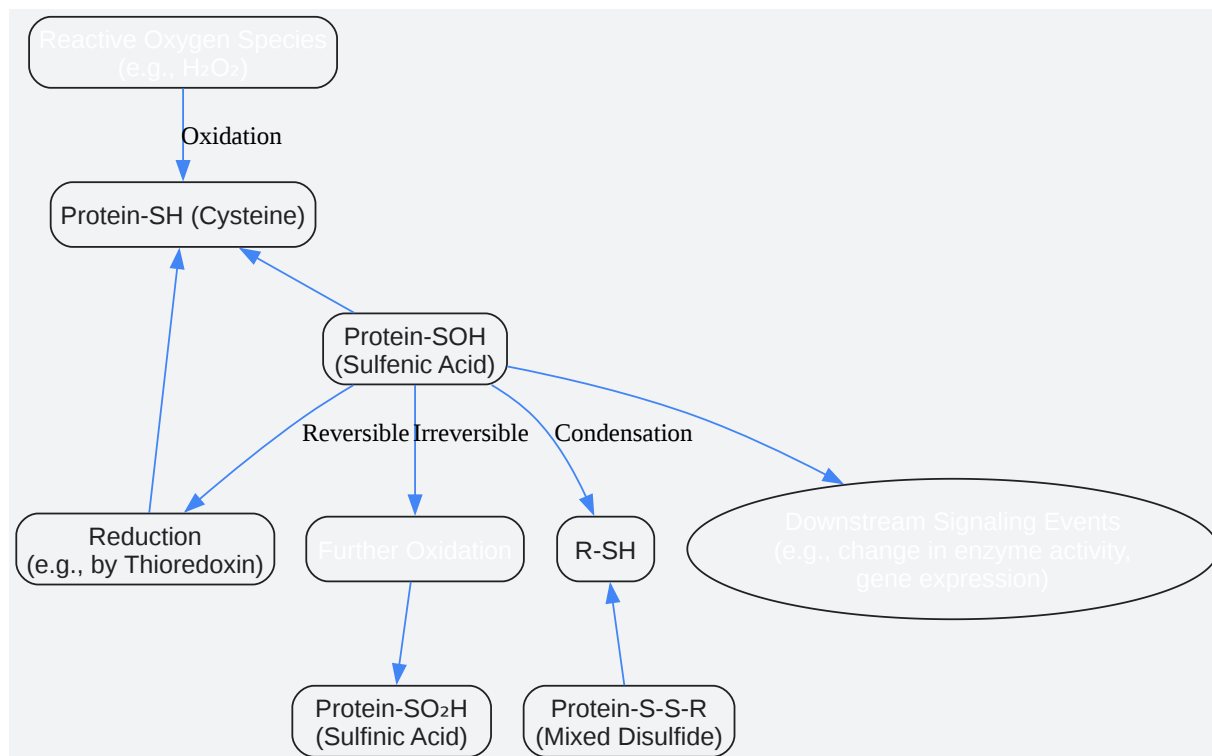 Reactive Oxygen Species
(e.g., H₂O₂)
Oxidation
Protein-SH (Cysteine)
Protein-SOH
(Sulfenic Acid)
Reversible
Irreversible
Condensation
Reduction
(e.g., by Thioredoxin)
Further Oxidation
R-SH
Downstream Signaling Events
(e.g., change in enzyme activity,
gene expression)
Protein-SO₂H
(Sulfinic Acid)
Protein-S-S-R
(Mixed Disulfide)